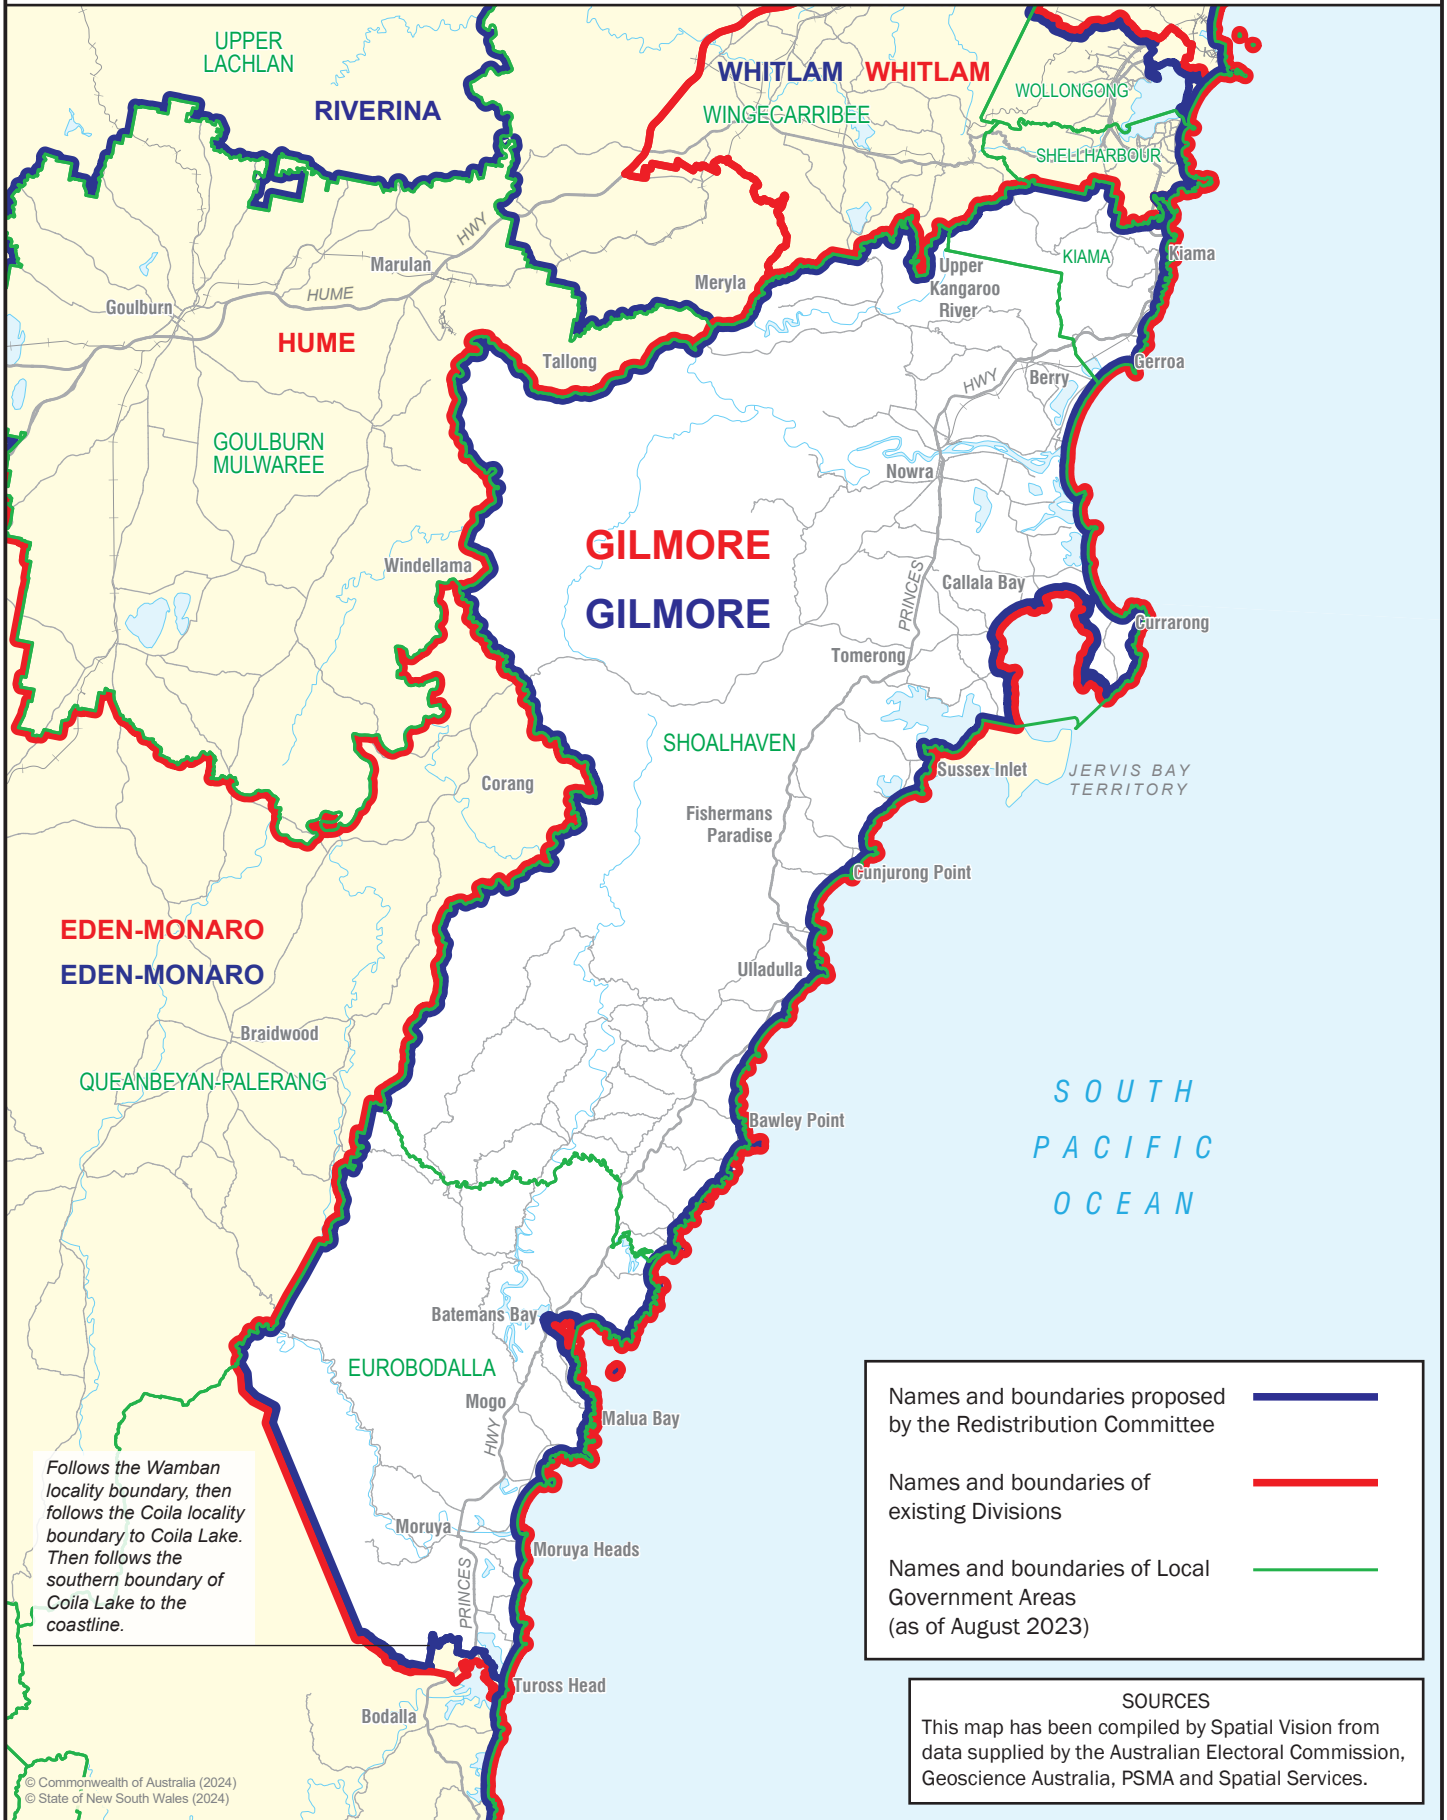 UPPER
LACHLAN
RIVERINA
WHITLAM
WHITLAM
WINGECARRIBEE
WOLLONGONG
SHELLHARBOUR
HWY
Marulan
HUME
Goulburn
HUME
Meryla
Upper
Kangaroo
River
KIAMA
Kiama
Tallong
HWY
Berry
Gerroa
GOULBURN
MULWAREE
Nowra
Windellama
GILMORE
GILMORE
PRINCES
Callala Bay
Currarong
Tomerong
SHOALHAVEN
Corang
Sussex Inlet
JERVIS BAY
TERRITORY
Fishermans
Paradise
Cunjurong Point
EDEN-MONARO
EDEN-MONARO
Ulladulla
Braidwood
QUEANBEYAN-PALERANG
Bawley Point
SOUTH
PACIFIC
OCEAN
Batemans Bay
EUROBODALLA
Mogo
HWY
Malua Bay
Follows the Wamban
locality boundary, then
follows the Coila locality
boundary to Coila Lake.
Then follows the
southern boundary of
Coila Lake to the
coastline.
Moruya
Moruya Heads
PRINCES
Tuross Head
Bodalla
Names and boundaries proposed
by the Redistribution Committee
Names and boundaries of
existing Divisions
Names and boundaries of Local
Government Areas
(as of August 2023)
SOURCES
This map has been compiled by Spatial Vision from
data supplied by the Australian Electoral Commission,
Geoscience Australia, PSMA and Spatial Services.
© Commonwealth of Australia (2024)
© State of New South Wales (2024)